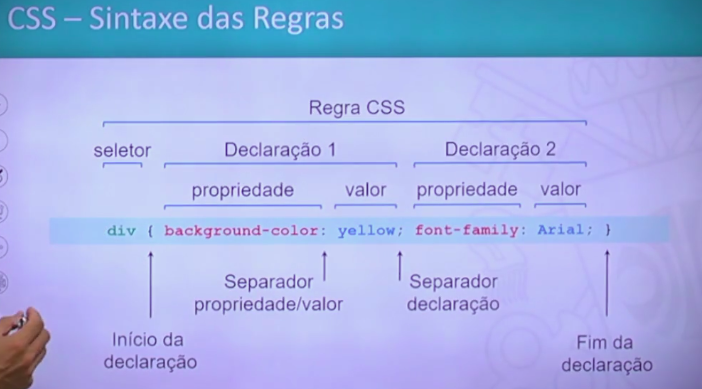 CSS – Sintaxe das Regras
Regra CSS
seletor Declaração 1 Declaração 2
propriedade valor propriedade valor
div { background-color: yellow; font-family: Arial; }
Separador
propriedade/valor
Separador
declaração
Início da
declaração
Fim da
declaração